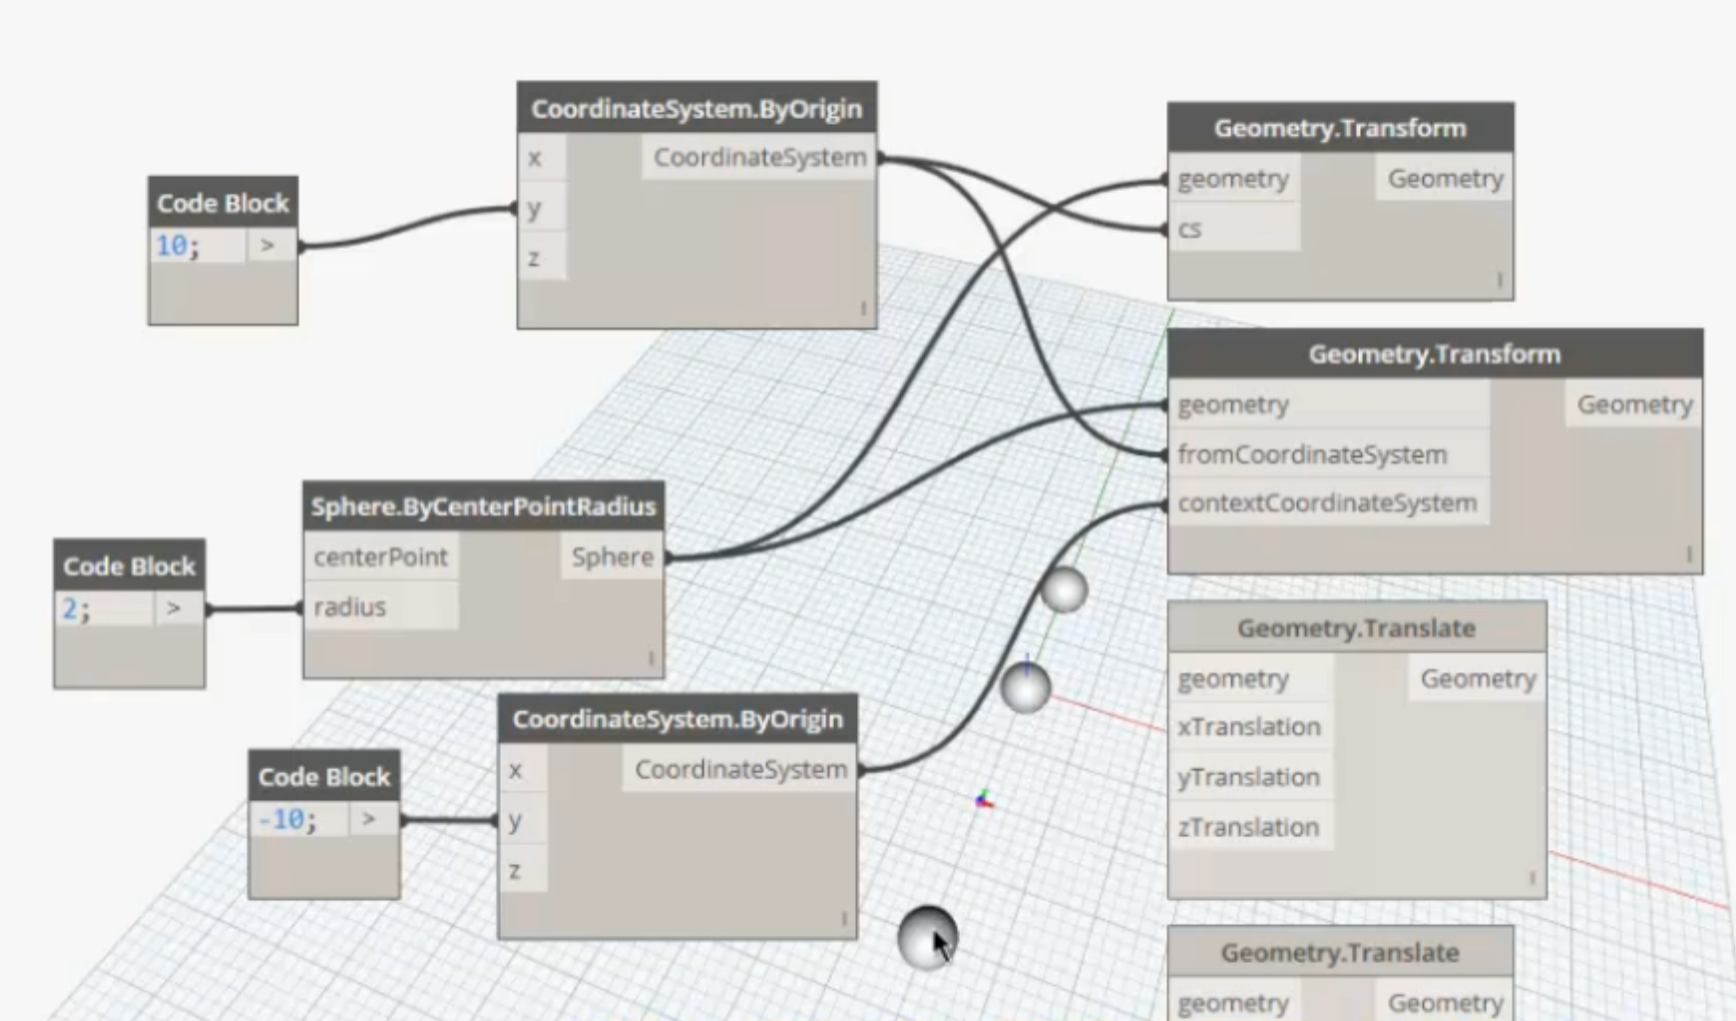 CoordinateSystem.ByOrigin
x
CoordinateSystem
y
z
Code Block
10;
>
Geometry.Transform
geometry
Geometry
cs
Geometry.Transform
geometry
Geometry
fromCoordinateSystem
contextCoordinateSystem
Sphere.ByCenterPointRadius
centerPoint
Sphere
radius
Code Block
2;
>
Geometry.Translate
geometry
Geometry
xTranslation
yTranslation
zTranslation
CoordinateSystem.ByOrigin
x
CoordinateSystem
y
z
Code Block
-10;
>
Geometry.Translate
geometry
Geometry